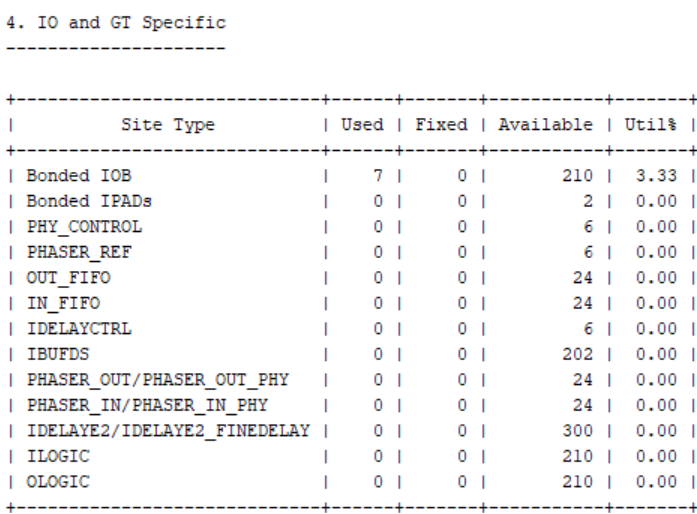 4. IO and GT Specific
---------------------
+-----------------------------+------+-------+-----------+-------+
|          Site Type          | Used | Fixed | Available | Util% |
+-----------------------------+------+-------+-----------+-------+
| Bonded IOB                  |    7 |     0 |       210 |  3.33 |
| Bonded IPADs                |    0 |     0 |         2 |  0.00 |
| PHY_CONTROL                 |    0 |     0 |         6 |  0.00 |
| PHASER_REF                  |    0 |     0 |         6 |  0.00 |
| OUT_FIFO                    |    0 |     0 |        24 |  0.00 |
| IN_FIFO                     |    0 |     0 |        24 |  0.00 |
| IDELAYCTRL                  |    0 |     0 |         6 |  0.00 |
| IBUFDS                      |    0 |     0 |       202 |  0.00 |
| PHASER_OUT/PHASER_OUT_PHY   |    0 |     0 |        24 |  0.00 |
| PHASER_IN/PHASER_IN_PHY     |    0 |     0 |        24 |  0.00 |
| IDELAYE2/IDELAYE2_FINEDELAY |    0 |     0 |       300 |  0.00 |
| ILOGIC                      |    0 |     0 |       210 |  0.00 |
| OLOGIC                      |    0 |     0 |       210 |  0.00 |
+-----------------------------+------+-------+-----------+-------+